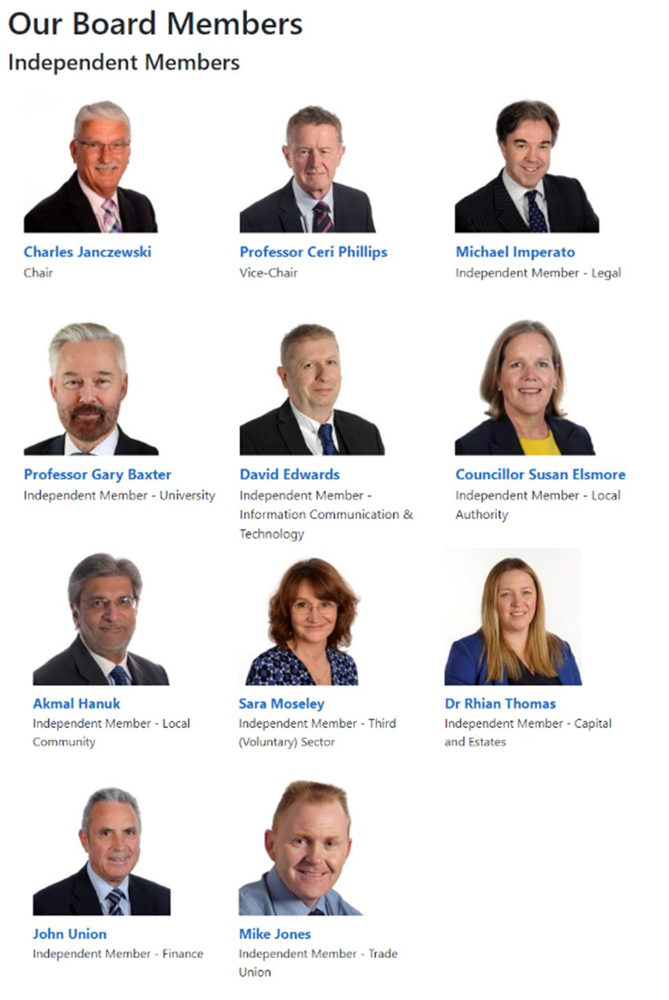 Our Board Members
Independent Members
Charles Janczewski
Chair
Professor Ceri Phillips
Vice-Chair
Michael Imperato
Independent Member - Legal
Professor Gary Baxter
Independent Member - University
David Edwards
Independent Member -
Information Communication &
Technology
Councillor Susan Elsmore
Independent Member - Local
Authority
Akmal Hanuk
Independent Member - Local
Community
Sara Moseley
Independent Member - Third
(Voluntary) Sector
Dr Rhian Thomas
Independent Member - Capital
and Estates
John Union
Independent Member - Finance
Mike Jones
Independent Member - Trade
Union